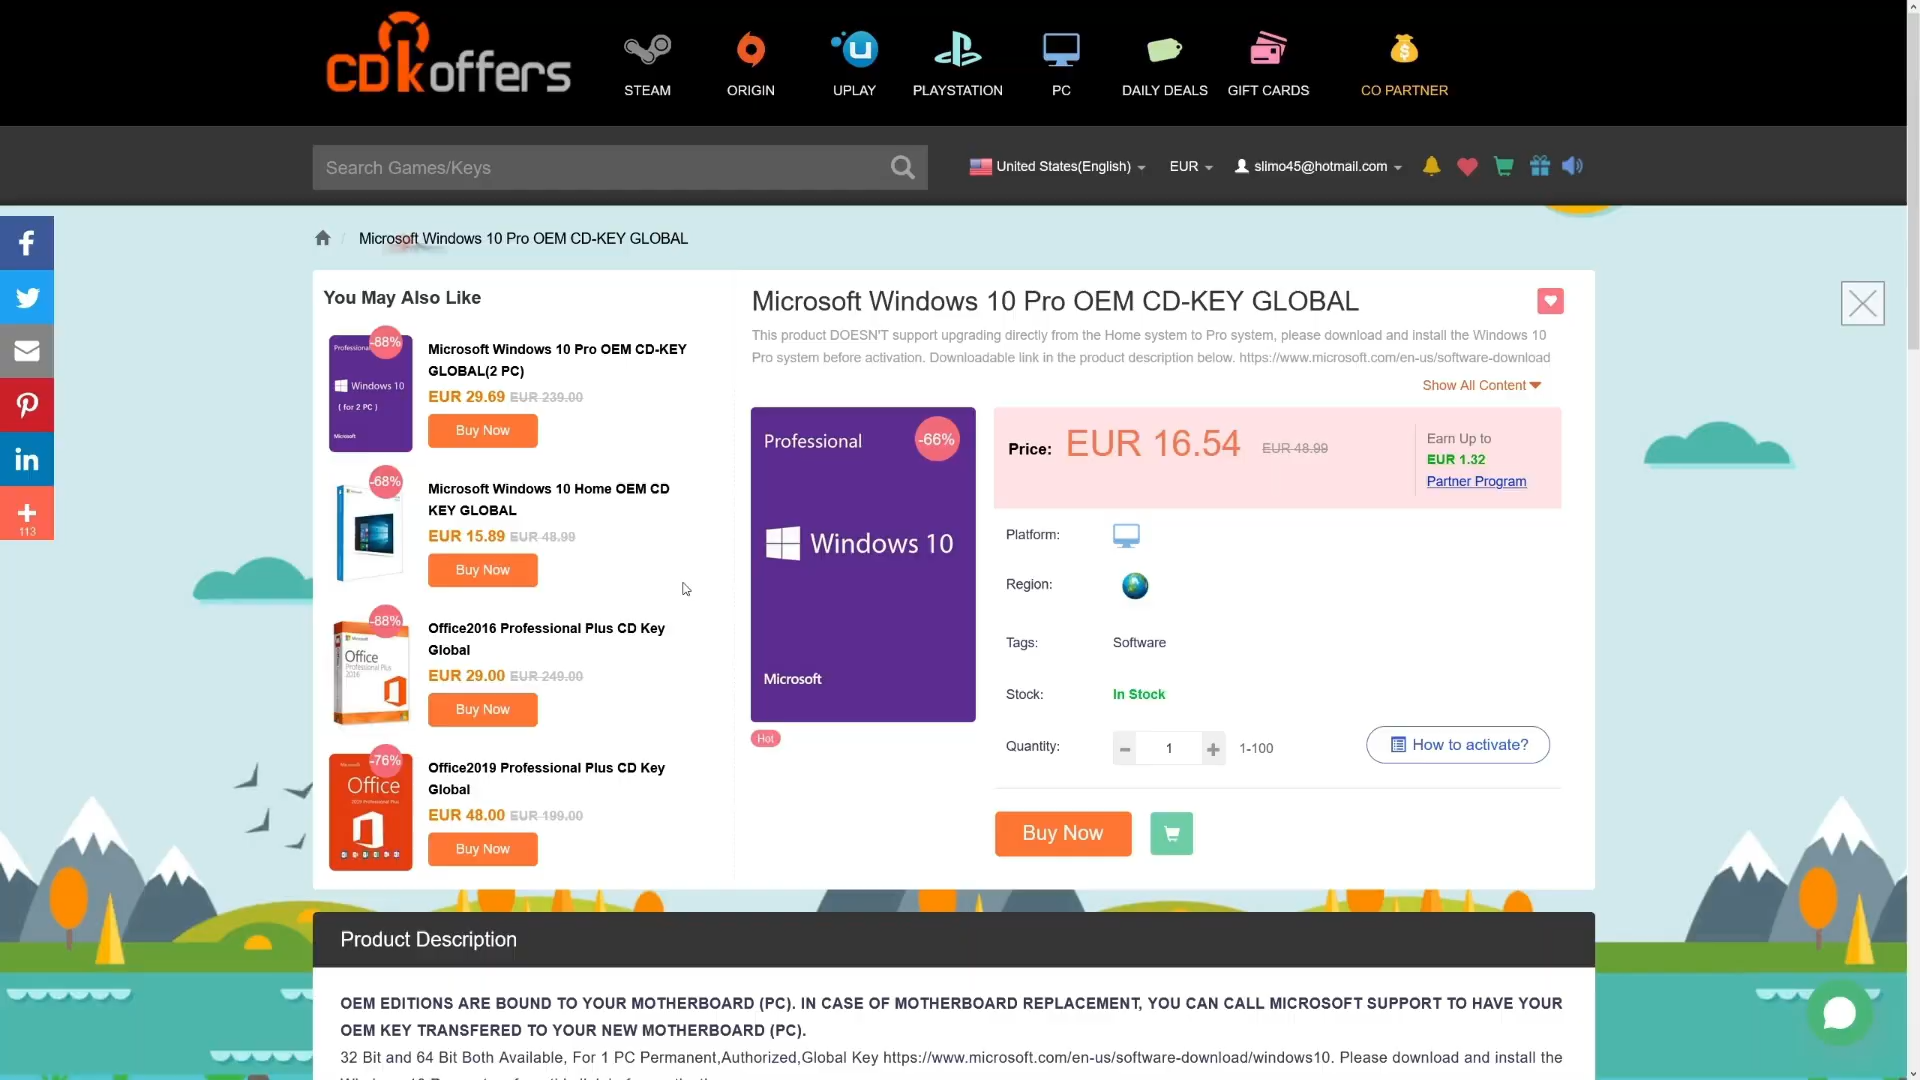 CDKoffers
STEAM
ORIGIN
UPLAY
PLAYSTATION
PC
DAILY DEALS
GIFT CARDS
CO PARTNER
Search Games/Keys
United States(English)
EUR
slimo45@hotmail.com
Microsoft Windows 10 Pro OEM CD-KEY GLOBAL
113
You May Also Like
-88%
Professional
Windows 10
( for 2 PC )
Microsoft
Microsoft Windows 10 Pro OEM CD-KEY
GLOBAL(2 PC)
EUR 29.69 EUR 239.00
Buy Now
-68%
Microsoft Windows 10 Home OEM CD
KEY GLOBAL
EUR 15.89 EUR 48.99
Buy Now
-88%
Office
Professional Plus
2016
Office2016 Professional Plus CD Key
Global
EUR 29.00 EUR 249.00
Buy Now
-76%
Office
Office2019 Professional Plus CD Key
Global
EUR 48.00 EUR 199.00
Buy Now
Microsoft Windows 10 Pro OEM CD-KEY GLOBAL
This product DOESN'T support upgrading directly from the Home system to Pro system, please download and install the Windows 10
Pro system before activation. Downloadable link in the product description below. https://www.microsoft.com/en-us/software-download
Show All Content
Professional
-66%
Windows 10
Microsoft
Hot
Price: EUR 16.54 EUR 48.99
Earn Up to
EUR 1.32
Partner Program
Platform:
Region:
Tags: Software
Stock: In Stock
Quantity: - 1 + 1-100
How to activate?
Buy Now
Product Description
OEM EDITIONS ARE BOUND TO YOUR MOTHERBOARD (PC). IN CASE OF MOTHERBOARD REPLACEMENT, YOU CAN CALL MICROSOFT SUPPORT TO HAVE YOUR
OEM KEY TRANSFERED TO YOUR NEW MOTHERBOARD (PC).
32 Bit and 64 Bit Both Available, For 1 PC Permanent,Authorized,Global Key https://www.microsoft.com/en-us/software-download/windows10. Please download and install the